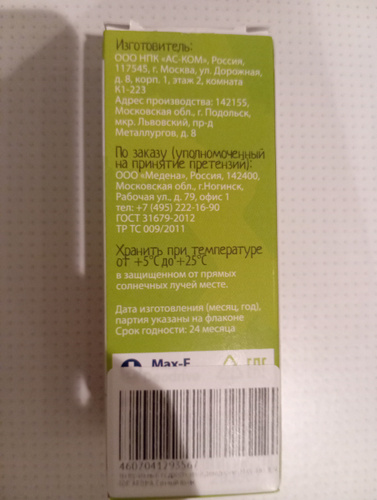 Изготовитель:
ООО НПК "АС-КОМ", Россия,
117545, г. Москва, ул. Дорожная,
д. 8, корп. 1, этаж 2, комната
К1-223
Адрес производства: 142155,
Московская обл., г. Подольск,
мкр. Львовский, пр-д
Металлургов, д. 8
По заказу (уполномоченный
на принятие претензий):
ООО «Медена», Россия, 142400,
Московская обл., г.Ногинск,
Рабочая ул., д. 79, офис 1
тел: +7 (495) 222-16-90
ГОСТ 31679-2012
ТР ТС 009/2011
Хранить при температуре
от +5°C до +25°C
в защищенном от прямых
солнечных лучей месте.
Дата изготовления (месяц, год),
партия указаны на флаконе
Срок годности: 24 месяца
Max-F
4607041293567